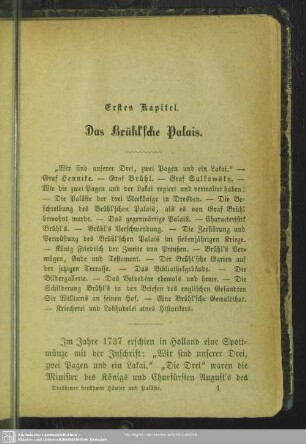 Erstes Kapitel.
Das Brühl'sche Palais.
„Wir sind unserer Drei, zwei Pagen und ein Lakai.“ —
Graf Hennike. — Graf Brühl. — Graf Sulkowsky. —
Wie die zwei Pagen und der Lakai regiert und verwaltet haben!
— Die Paläste der drei Vicekönige in Dresden. — Die Be-
schreibung des Brühl'schen Palais, als es von Graf Brühl
bewohnt wurde. — Das gegenwärtige Palais. — Charakteristik
Brühl's. — Brühl's Verschwendung. — Die Zerstörung und
Verwüstung des Brühl'schen Palais im siebenjährigen Kriege.
— König Friedrich der Zweite von Preußen. — Brühl's Ver-
mögen, Ende und Testament. — Der Brühl'sche Garten auf
der jetzigen Terrasse. — Das Bibliothekgebäude. — Die
Bildergallerie. — Das Belvedère ehemals und heute. — Die
Schilderung Brühl's in den Briefen des englischen Gesandten
Sir Williams an seinen Hof. — Eine Brühl'sche Gewaltthat.
— Kriecherei und Lobhudelei eines Historikers.
Im Jahre 1737 erschien in Holland eine Spott-
münze mit der Inschrift: „Wir sind unserer Drei,
zwei Pagen und ein Lakai.“ „Die Drei“ waren die
Minister des Königs und Churfürsten August's des
Dresdener berühmte Häuser und Paläste. 1